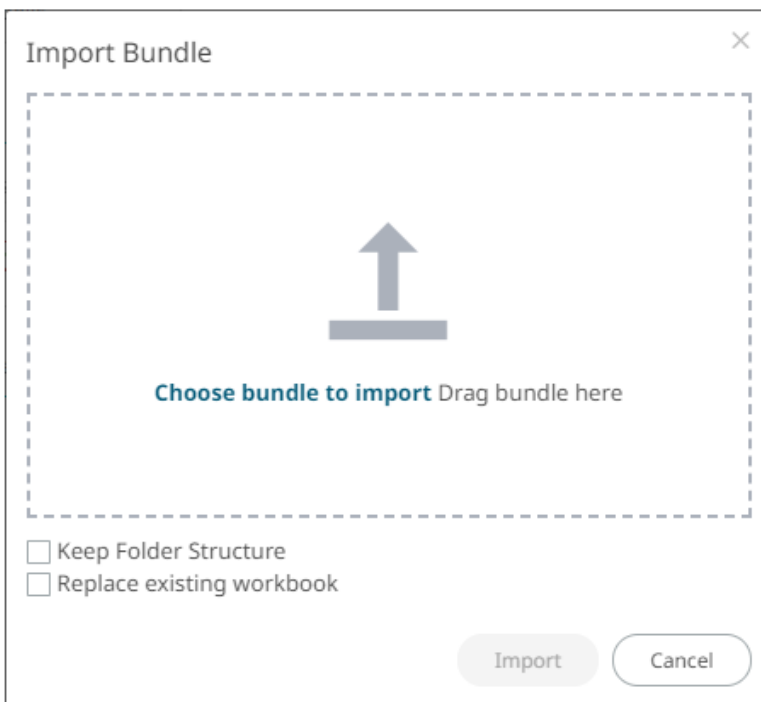 Import Bundle
Choose bundle to import Drag bundle here
Keep Folder Structure
Replace existing workbook
Import Cancel